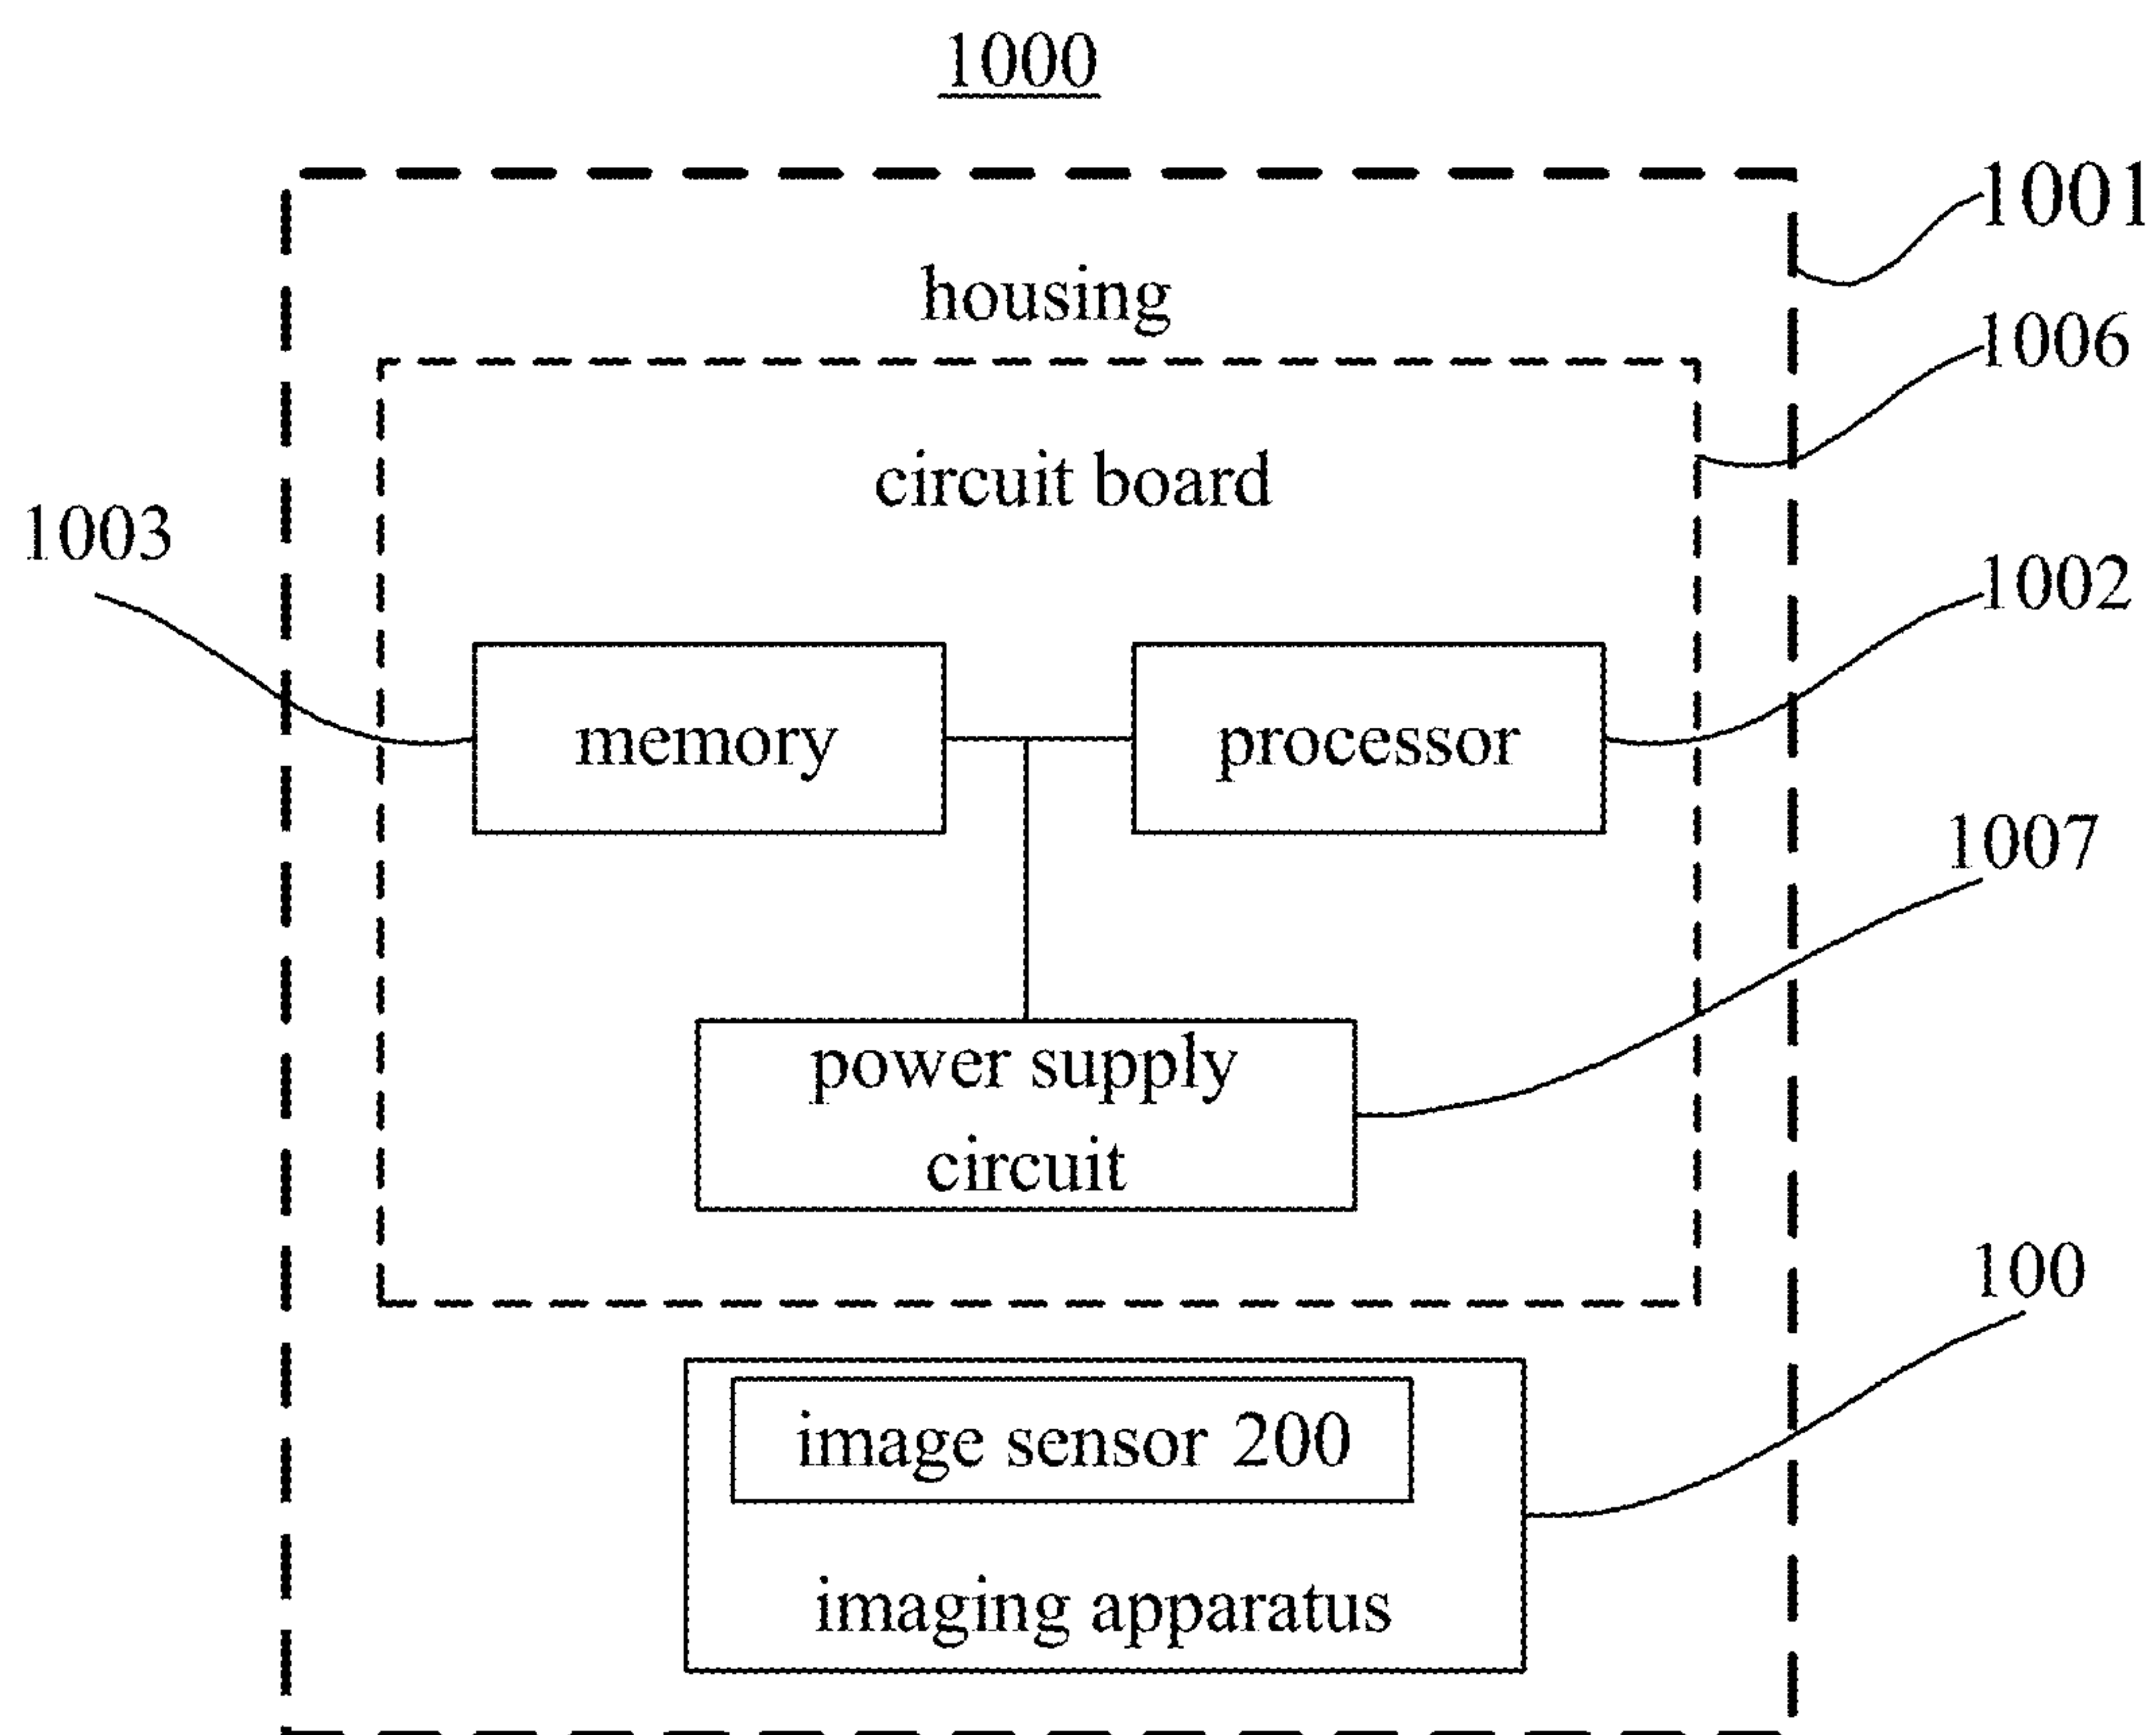 1000
1001
housing
1006
circuit board
1003
1002
memory
processor
1007
power supply
circuit
100
image sensor 200
imaging apparatus